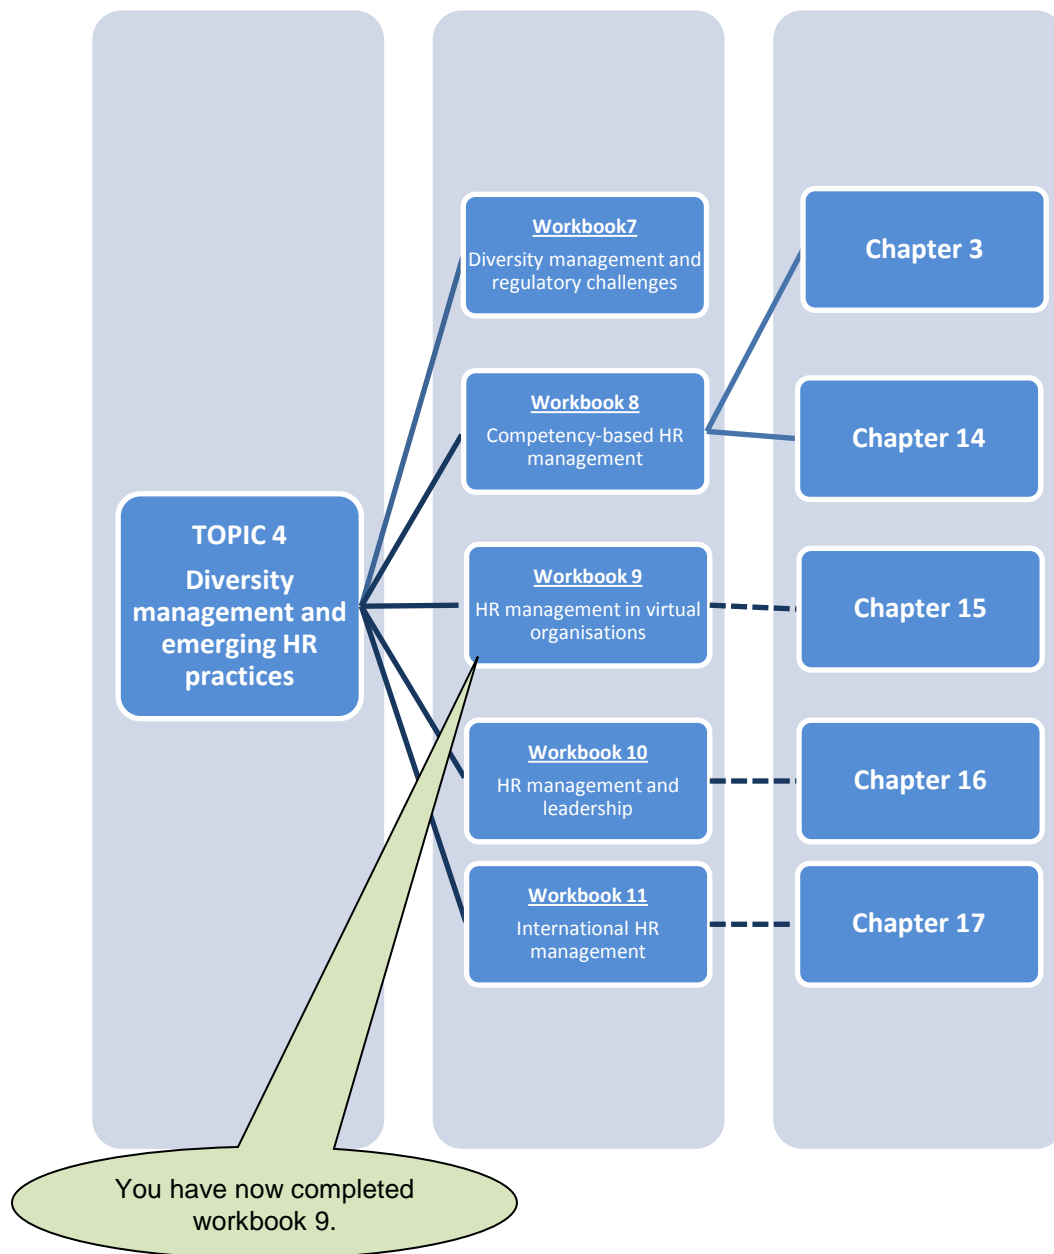 TOPIC 4
Diversity
management and
emerging HR
practices
Workbook7
Diversity management and
regulatory challenges
Workbook 8
Competency-based HR
management
Workbook 9
HR management in virtual
organisations
Workbook 10
HR management and
leadership
Workbook 11
International HR
management
Chapter 3
Chapter 14
Chapter 15
Chapter 16
Chapter 17
You have now completed
workbook 9.